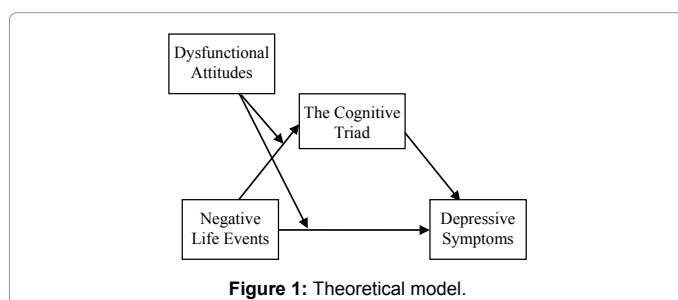 Dysfunctional
Attitudes
The Cognitive
Triad
Negative
Life Events
Depressive
Symptoms
Figure 1: Theoretical model.